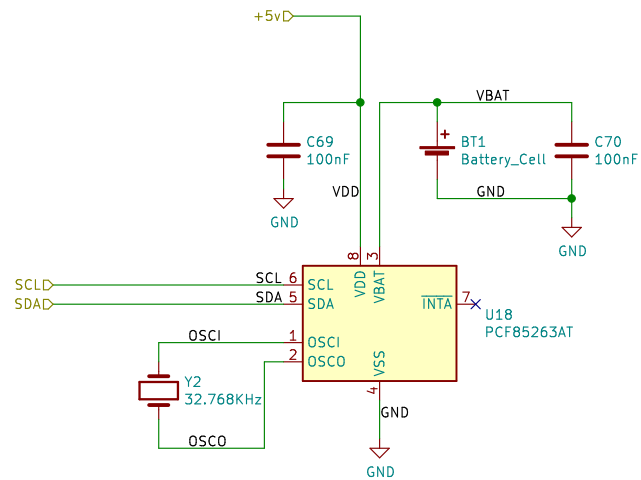 +5v
VBAT
C69
100nF
BT1
Battery_Cell
C70
100nF
VDD
GND
GND
GND
8
3
VDD
VBAT
SCL
SCL
6
SCL
SDA
SDA
5
SDA
INTA
7
U18
PCF85263AT
OSCI
1
OSCI
2
OSCO
VSS
Y2
32.768KHz
4
GND
OSCO
GND